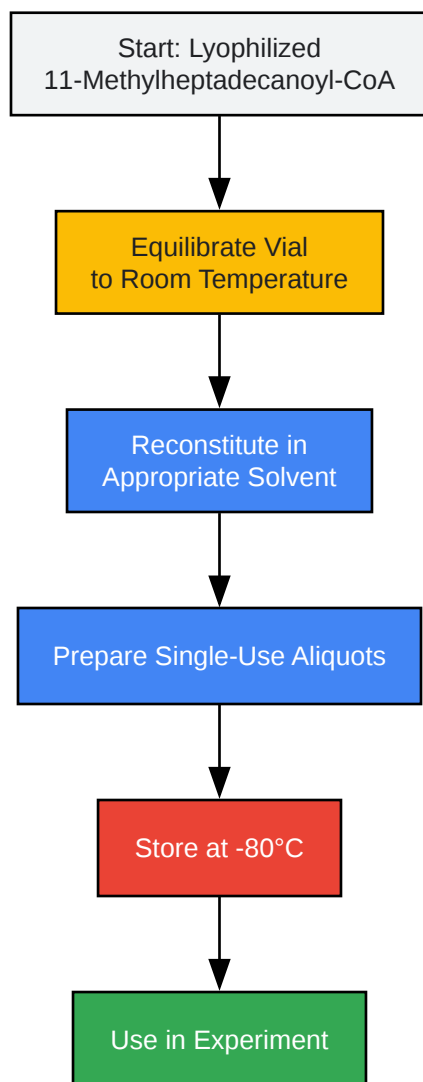 Start: Lyophilized
11-Methylheptadecanoyl-CoA
Equilibrate Vial
to Room Temperature
Reconstitute in
Appropriate Solvent
Prepare Single-Use Aliquots
Store at -80°C
Use in Experiment